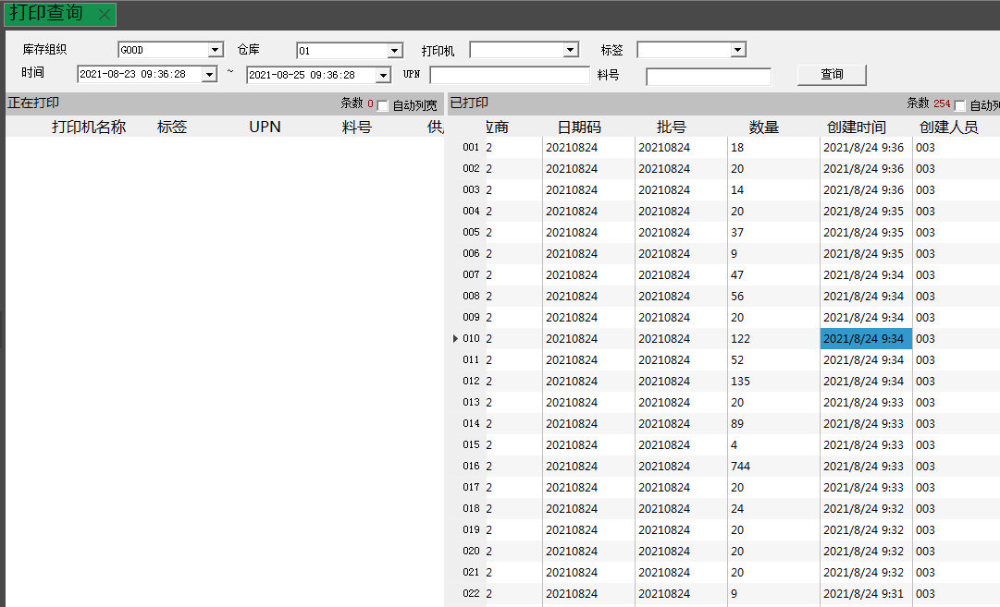 打印查询
库存组织 GOOD 仓库 01 打印机 标签
时间 2021-08-23 09:36:28 ~ 2021-08-25 09:36:28 UPN 料号 查询
正在打印 条数 0 自动列宽 已打印 条数 254 自动列
打印机名称 标签 UPN 料号 供 应商 日期码 批号 数量 创建时间 创建人员
001 2 20210824 20210824 18 2021/8/24 9:36 003
002 2 20210824 20210824 20 2021/8/24 9:36 003
003 2 20210824 20210824 14 2021/8/24 9:36 003
004 2 20210824 20210824 20 2021/8/24 9:35 003
005 2 20210824 20210824 37 2021/8/24 9:35 003
006 2 20210824 20210824 9 2021/8/24 9:35 003
007 2 20210824 20210824 47 2021/8/24 9:34 003
008 2 20210824 20210824 56 2021/8/24 9:34 003
009 2 20210824 20210824 20 2021/8/24 9:34 003
010 2 20210824 20210824 122 2021/8/24 9:34 003
011 2 20210824 20210824 52 2021/8/24 9:34 003
012 2 20210824 20210824 135 2021/8/24 9:34 003
013 2 20210824 20210824 20 2021/8/24 9:33 003
014 2 20210824 20210824 89 2021/8/24 9:33 003
015 2 20210824 20210824 4 2021/8/24 9:33 003
016 2 20210824 20210824 744 2021/8/24 9:33 003
017 2 20210824 20210824 20 2021/8/24 9:33 003
018 2 20210824 20210824 24 2021/8/24 9:32 003
019 2 20210824 20210824 20 2021/8/24 9:32 003
020 2 20210824 20210824 20 2021/8/24 9:32 003
021 2 20210824 20210824 20 2021/8/24 9:32 003
022 2 20210824 20210824 9 2021/8/24 9:31 003